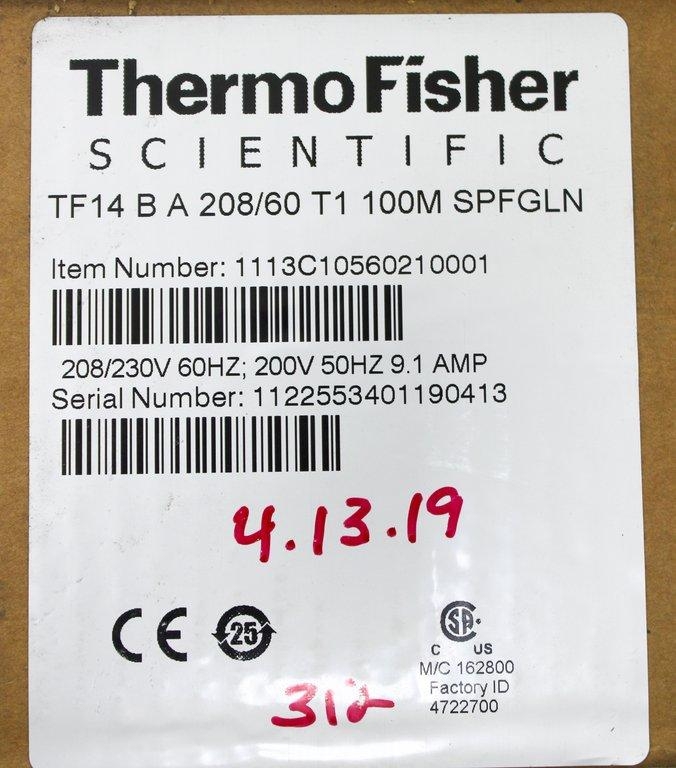 ThermoFisher
SCIENTIFIC
TF14 B A 208/60 T1 100M SPFGLN
Item Number: 1113C10560210001
208/230V 60HZ; 200V 50HZ 9.1 AMP
Serial Number: 1122553401190413
4.13.19
CE 25 SA
C US
M/C 162800
Factory ID
4722700
312